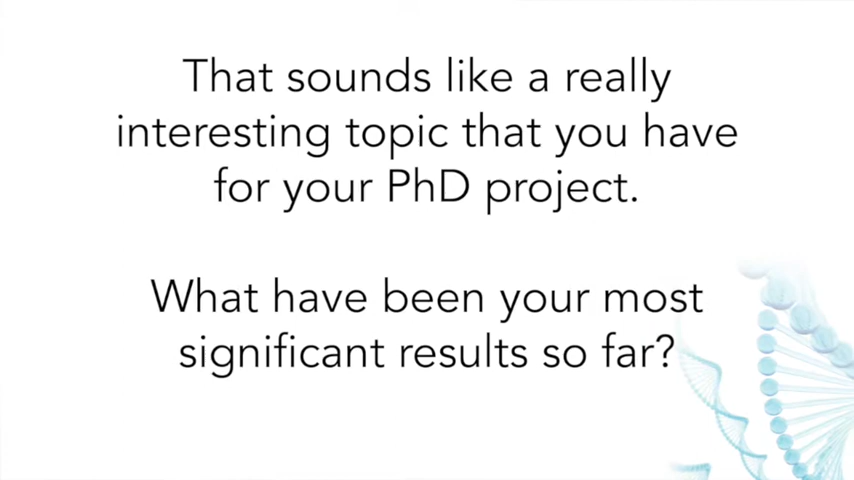 That sounds like a really
interesting topic that you have
for your PhD project.
What have been your most
significant results so far?